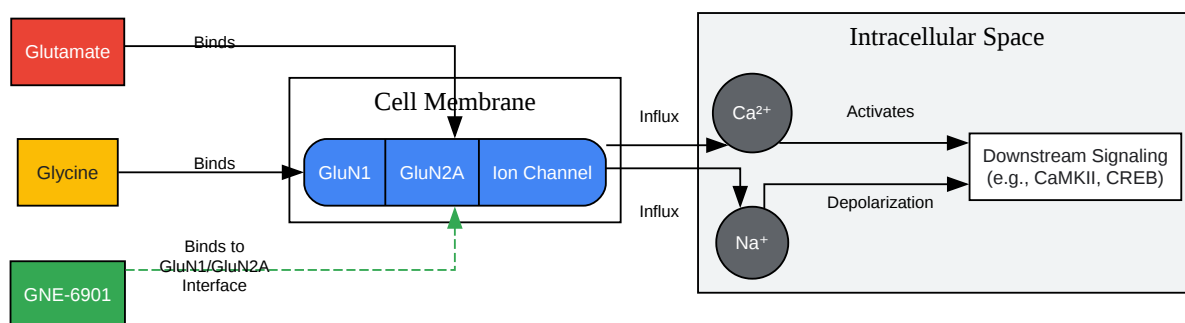 Glutamate
Binds
Intracellular Space
Cell Membrane
Ca²⁺
Influx
Activates
Glycine
Binds
GluN1
GluN2A
Ion Channel
Downstream Signaling
(e.g., CaMKII, CREB)
Influx
Depolarization
Na⁺
Binds to
GluN1/GluN2A
Interface
GNE-6901